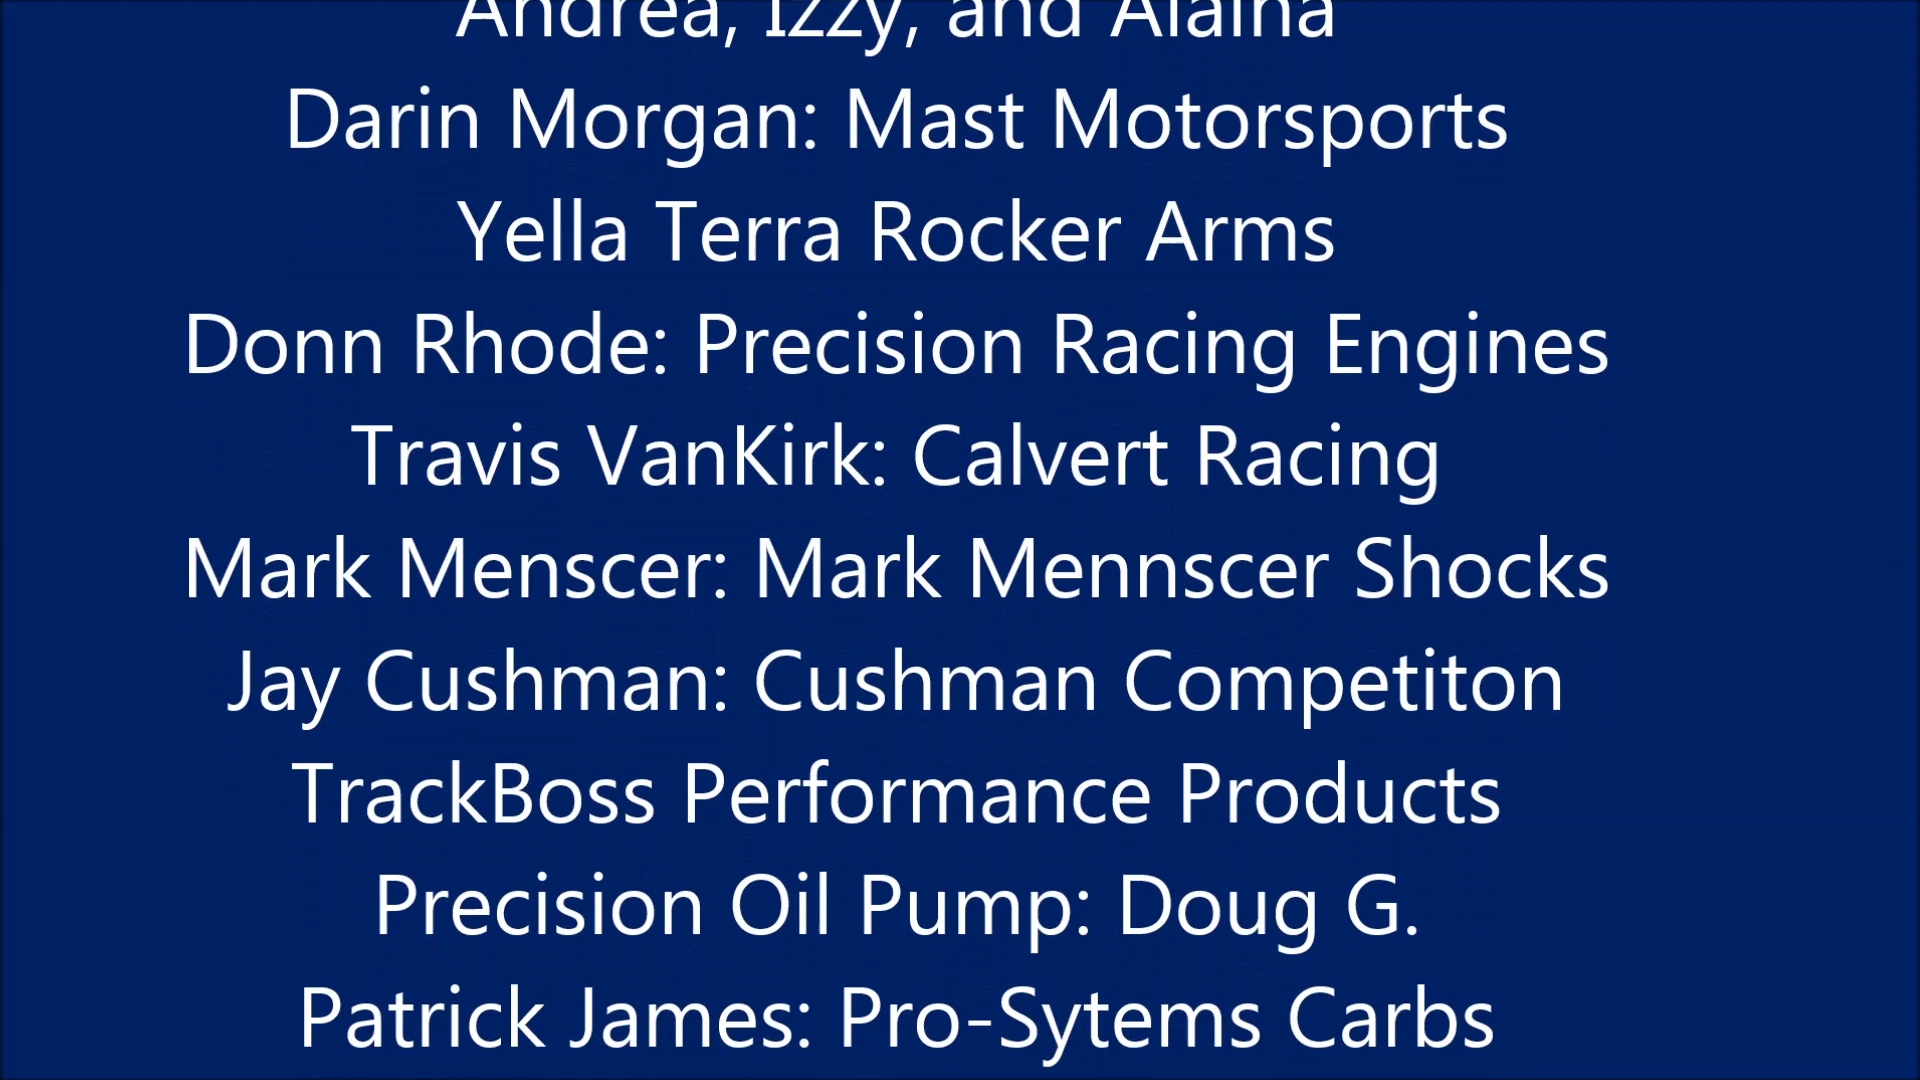 Andrea, Izzy, and Alaina
Darin Morgan: Mast Motorsports
Yella Terra Rocker Arms
Donn Rhode: Precision Racing Engines
Travis VanKirk: Calvert Racing
Mark Menscer: Mark Mennscer Shocks
Jay Cushman: Cushman Competiton
TrackBoss Performance Products
Precision Oil Pump: Doug G.
Patrick James: Pro-Sytems Carbs